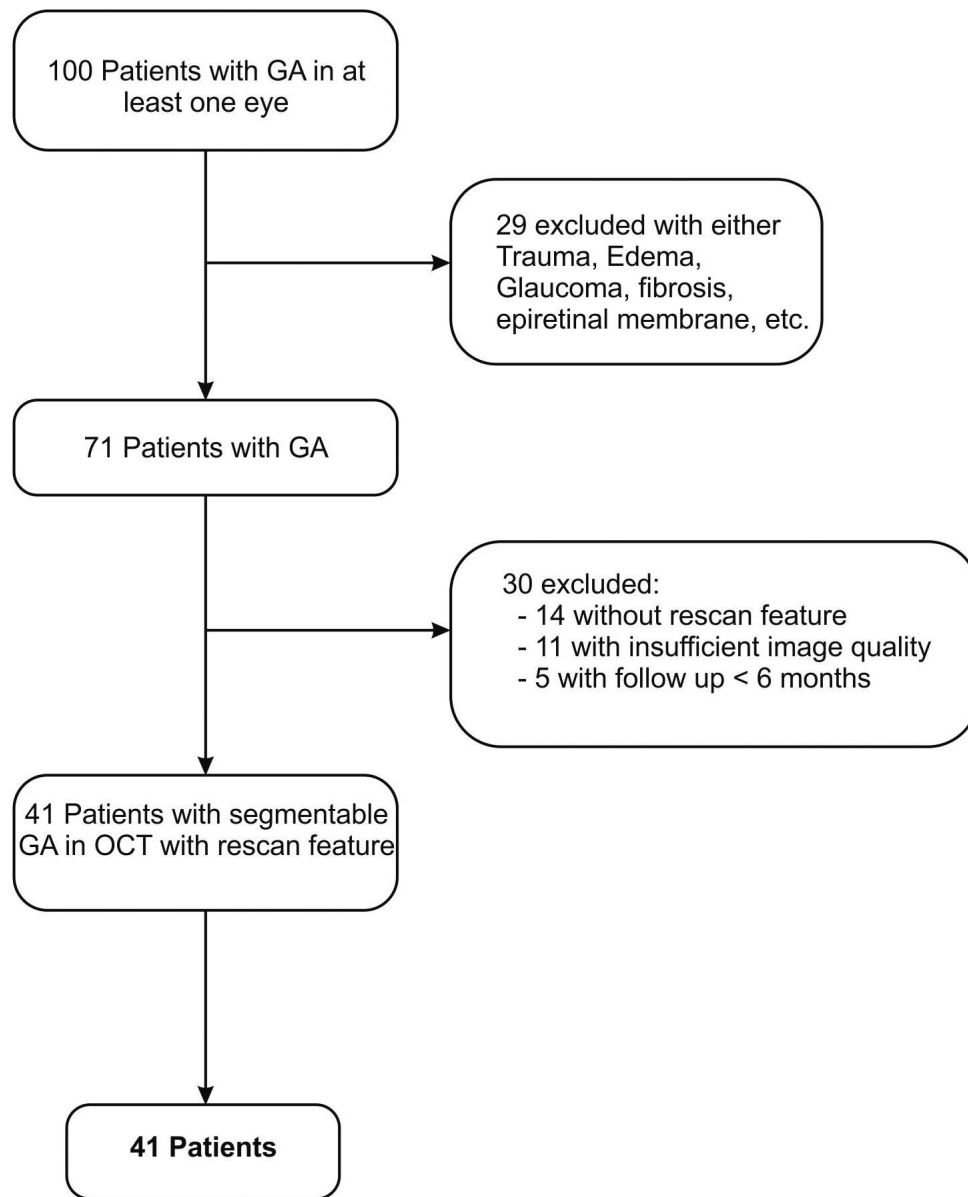 100 Patients with GA in at
least one eye
29 excluded with either
Trauma, Edema,
Glaucoma, fibrosis,
epiretinal membrane, etc.
71 Patients with GA
30 excluded:
- 14 without rescan feature
- 11 with insufficient image quality
- 5 with follow up < 6 months
41 Patients with segmentable
GA in OCT with rescan feature
41 Patients